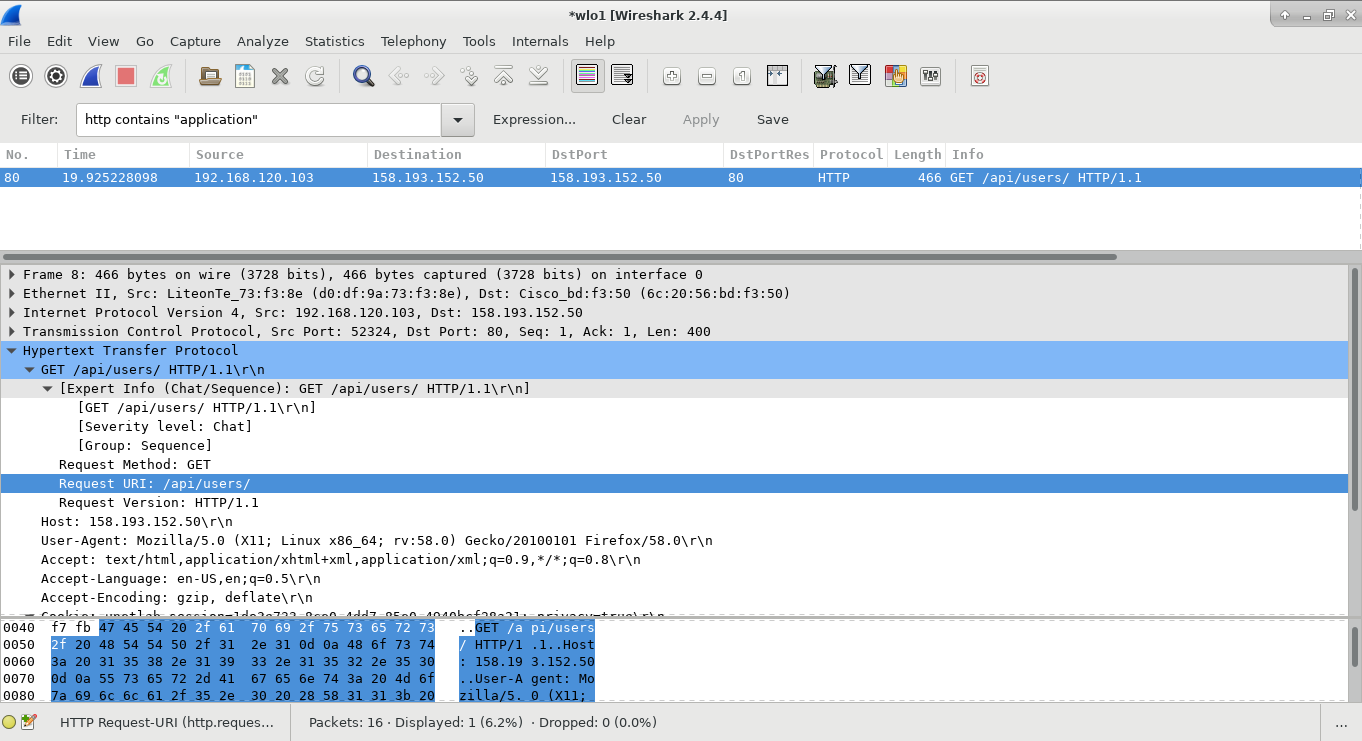 *wlo1 [Wireshark 2.4.4]
File Edit View Go Capture Analyze Statistics Telephony Tools Internals Help
Filter: http contains "application" Expression... Clear Apply Save
No. Time Source Destination DstPort DstPortRes Protocol Length Info
80 19.925228098 192.168.120.103 158.193.152.50 158.193.152.50 80 HTTP 466 GET /api/users/ HTTP/1.1
Frame 8: 466 bytes on wire (3728 bits), 466 bytes captured (3728 bits) on interface 0
Ethernet II, Src: LiteonTe_73:f3:8e (d0:df:9a:73:f3:8e), Dst: Cisco_bd:f3:50 (6c:20:56:bd:f3:50)
Internet Protocol Version 4, Src: 192.168.120.103, Dst: 158.193.152.50
Transmission Control Protocol, Src Port: 52324, Dst Port: 80, Seq: 1, Ack: 1, Len: 400
Hypertext Transfer Protocol
GET /api/users/ HTTP/1.1\r\n
[Expert Info (Chat/Sequence): GET /api/users/ HTTP/1.1\r\n]
[GET /api/users/ HTTP/1.1\r\n]
[Severity level: Chat]
[Group: Sequence]
Request Method: GET
Request URI: /api/users/
Request Version: HTTP/1.1
Host: 158.193.152.50\r\n
User-Agent: Mozilla/5.0 (X11; Linux x86_64; rv:58.0) Gecko/20100101 Firefox/58.0\r\n
Accept: text/html,application/xhtml+xml,application/xml;q=0.9,*/*;q=0.8\r\n
Accept-Language: en-US,en;q=0.5\r\n
Accept-Encoding: gzip, deflate\r\n
0040 f7 fb 47 45 54 20 2f 61 70 69 2f 75 73 65 72 73 ..GET /a pi/users
0050 2f 20 48 54 54 50 2f 31 2e 31 0d 0a 48 6f 73 74 / HTTP/1 .1..Host
0060 3a 20 31 35 38 2e 31 39 33 2e 31 35 32 2e 35 30 : 158.19 3.152.50
0070 0d 0a 55 73 65 72 2d 41 67 65 6e 74 3a 20 4d 6f ..User-A gent: Mo
0080 7a 69 6c 6c 61 2f 35 2e 30 20 28 58 31 31 3b 20 zilla/5. 0 (X11;
HTTP Request-URI (http.reques... Packets: 16 · Displayed: 1 (6.2%) · Dropped: 0 (0.0%) ...